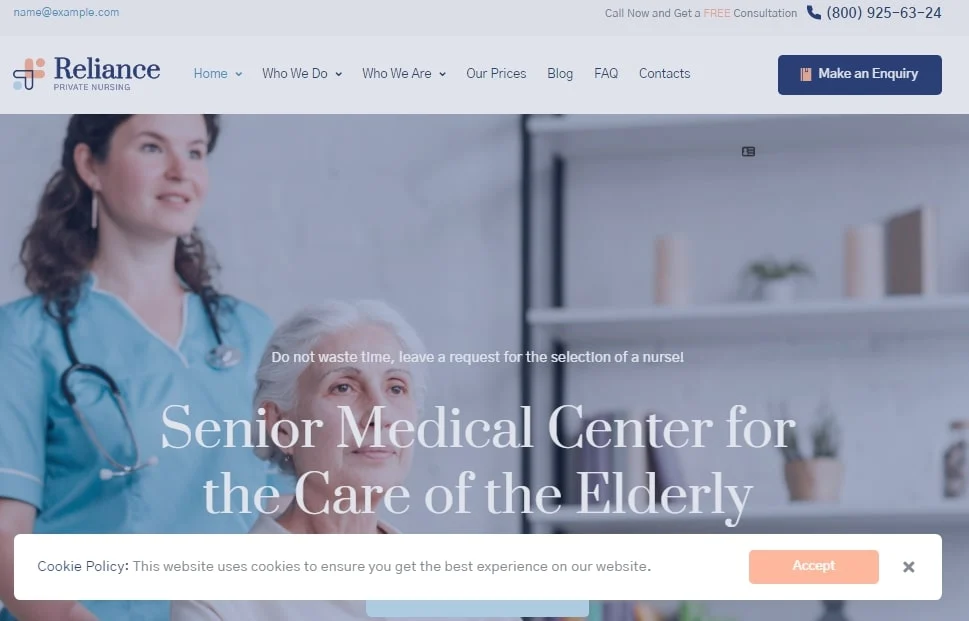 name@example.com
Call Now and Get a FREE Consultation (800) 925-63-24
Reliance
PRIVATE NURSING
Home Who We Do Who We Are Our Prices Blog FAQ Contacts
Make an Enquiry
Do not waste time, leave a request for the selection of a nurse!
Senior Medical Center for
the Care of the Elderly
Cookie Policy: This website uses cookies to ensure you get the best experience on our website.
Accept